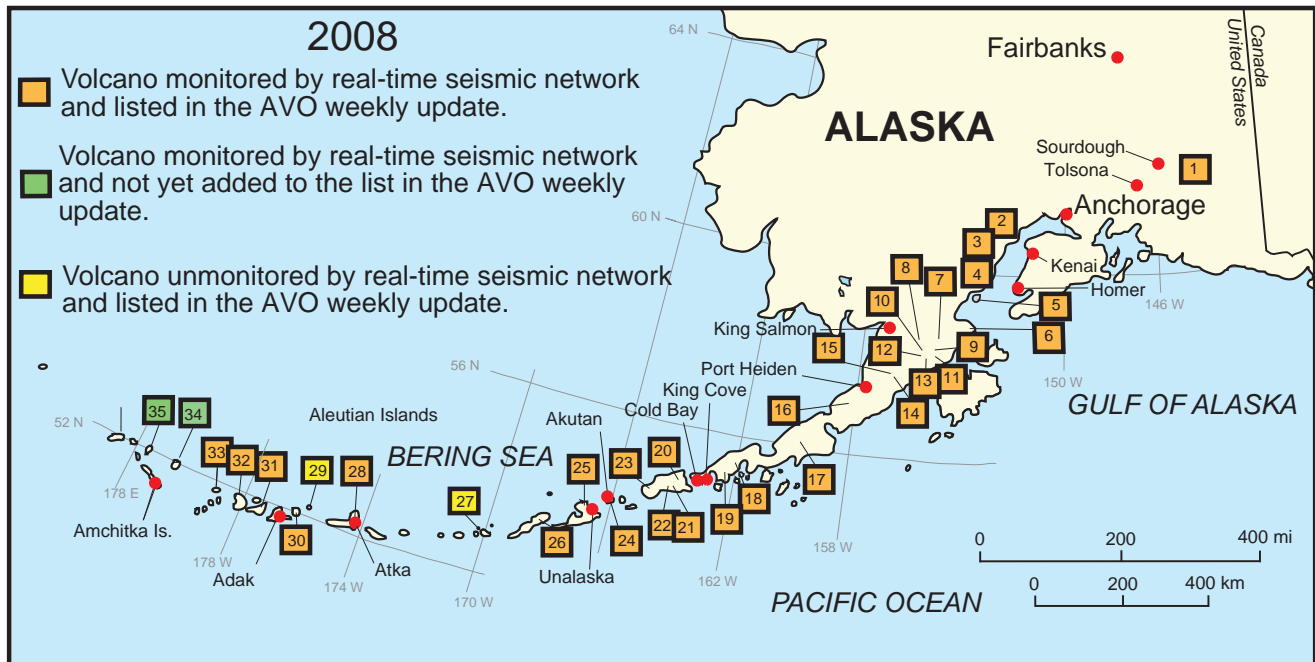 2008
Volcano monitored by real-time seismic network
and listed in the AVO weekly update.
Volcano monitored by real-time seismic network
and not yet added to the list in the AVO weekly
update.
Volcano unmonitored by real-time seismic network
and listed in the AVO weekly update.
64 N
Fairbanks
Canada
United States
ALASKA
Sourdough
Tolsona
1
Anchorage
2
3
4
Kenai
Homer
146 W
60 N
8
7
10
5
6
King Salmon
15
12
9
150 W
Port Heiden
13
11
14
GULF OF ALASKA
56 N
King Cove
Cold Bay
16
52 N
35
34
Aleutian Islands
Akutan
BERING SEA
33
32
31
29
28
25
23
20
17
18
178 E
27
Amchitka Is.
30
26
24
22
21
19
158 W
0
200
400 mi
178 W
Adak
174 W
Atka
Unalaska
162 W
0
200
400 km
170 W
PACIFIC OCEAN